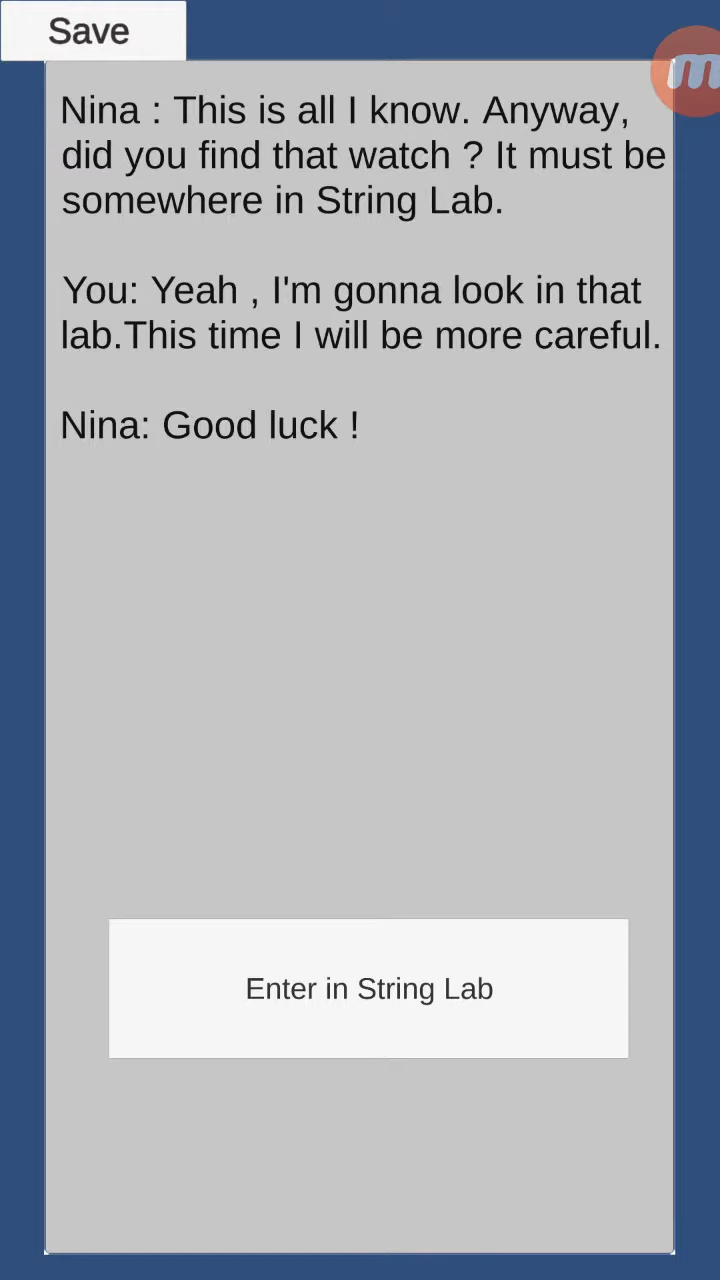 Save
Nina : This is all I know. Anyway,
did you find that watch ? It must be
somewhere in String Lab.
You: Yeah , I'm gonna look in that
lab.This time I will be more careful.
Nina: Good luck !
Enter in String Lab